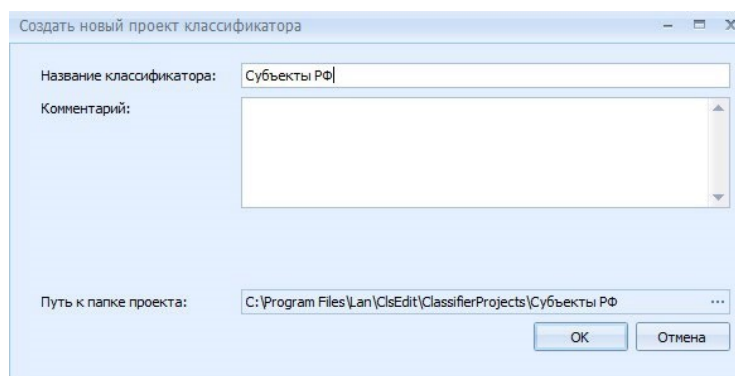 Создать новый проект классификатора
Название классификатора: Субъекты РФ
Комментарий:
Путь к папке проекта: C:\Program Files\Lan\ClsEdit\ClassifierProjects\Субъекты РФ ...
ОК Отмена